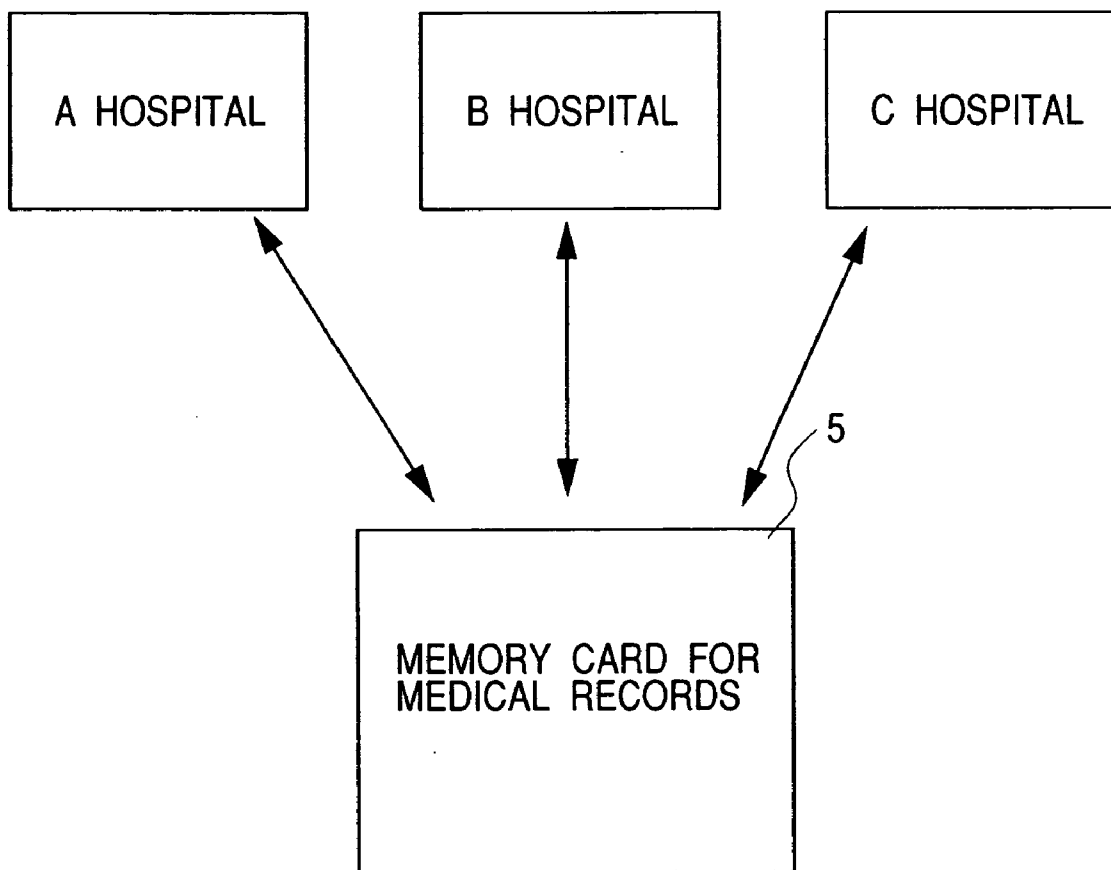 A HOSPITAL
B HOSPITAL
C HOSPITAL
5
MEMORY CARD FOR
MEDICAL RECORDS